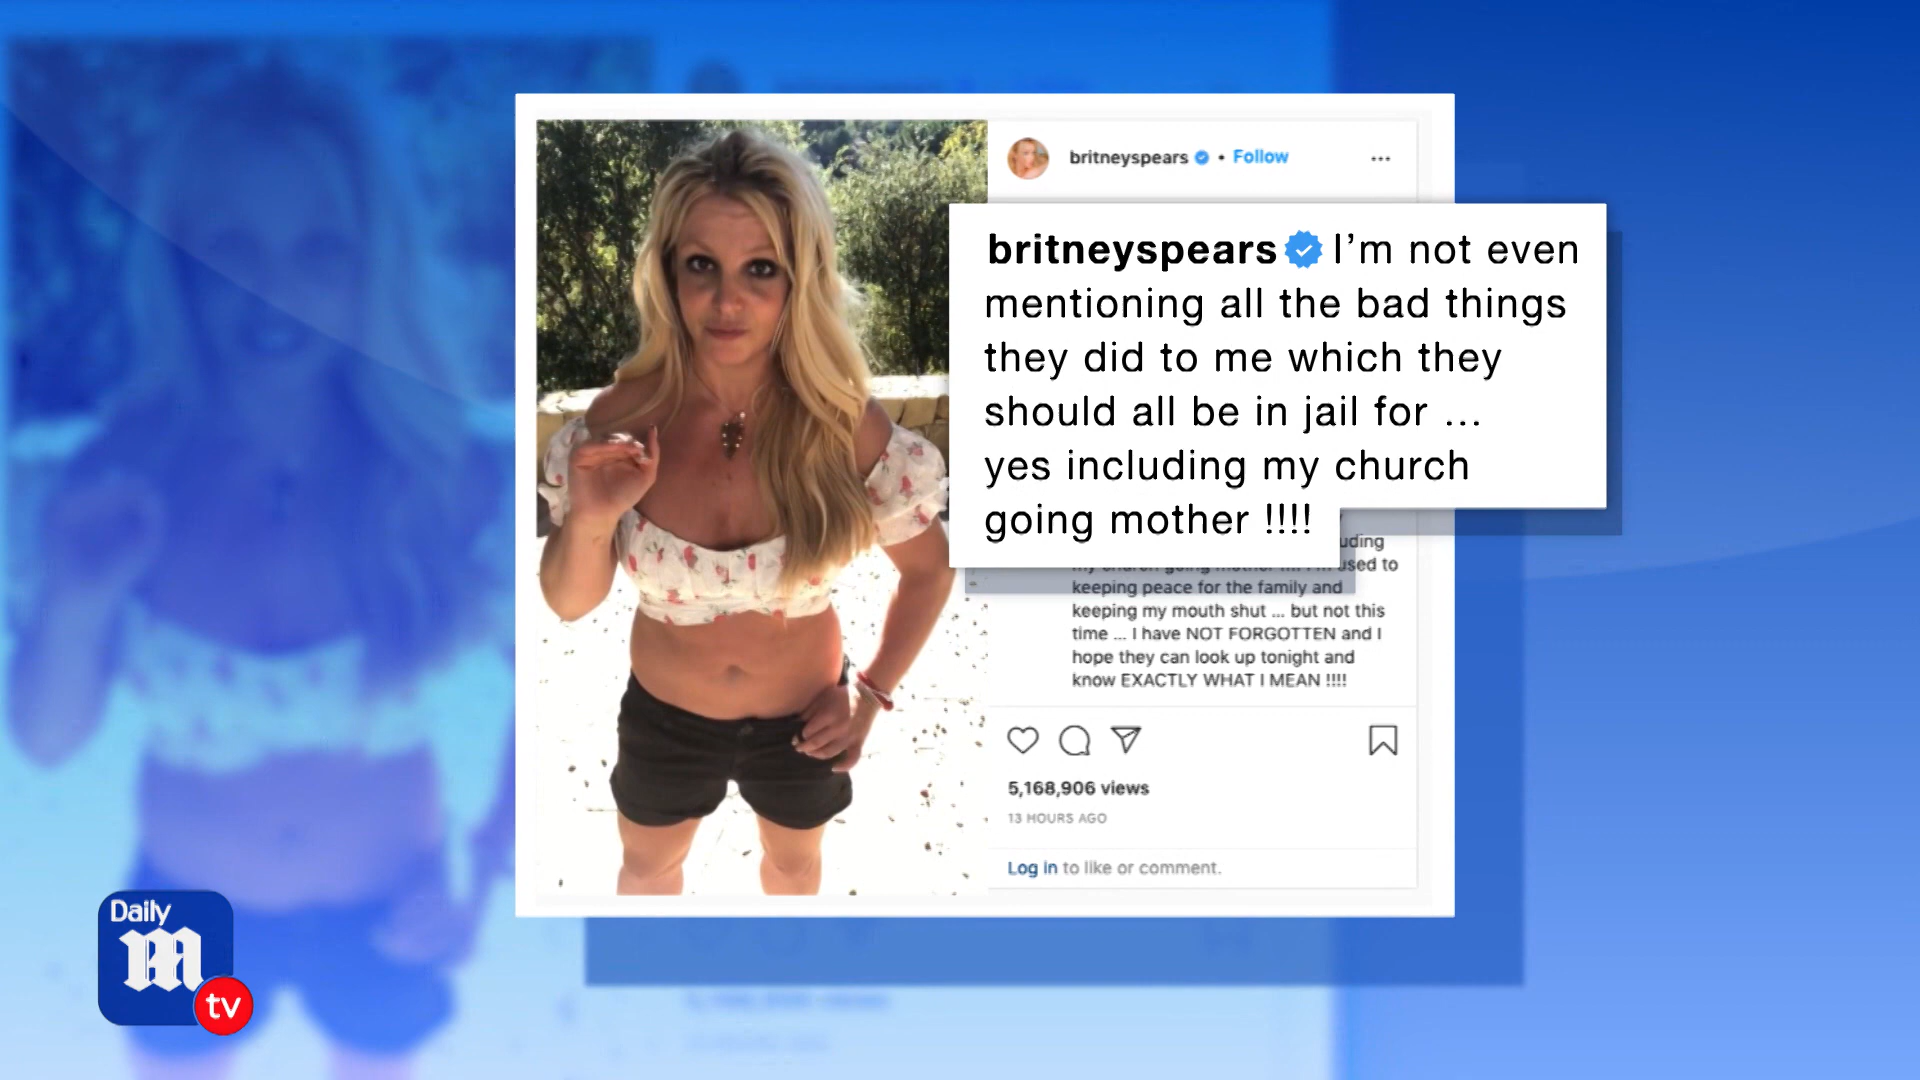 britneyspears • Follow
britneyspears I'm not even
mentioning all the bad things
they did to me which they
should all be in jail for ...
yes including my church
going mother !!!!
uding
used to
keeping peace for the family and
keeping my mouth shut ... but not this
time ... I have NOT FORGOTTEN and I
hope they can look up tonight and
know EXACTLY WHAT I MEAN !!!!
5,168,906 views
13 HOURS AGO
Log in to like or comment.
Daily
M
tv